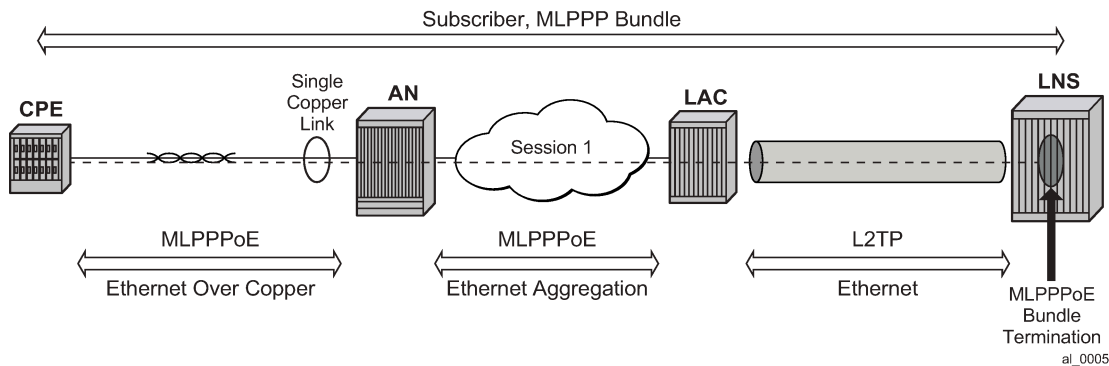 Subscriber, MLPPP Bundle
CPE
Single
Copper
Link
AN
Session 1
LAC
LNS
MLPPPoE
Ethernet Over Copper
MLPPPoE
Ethernet Aggregation
L2TP
Ethernet
MLPPPoE
Bundle
Termination
al_0005